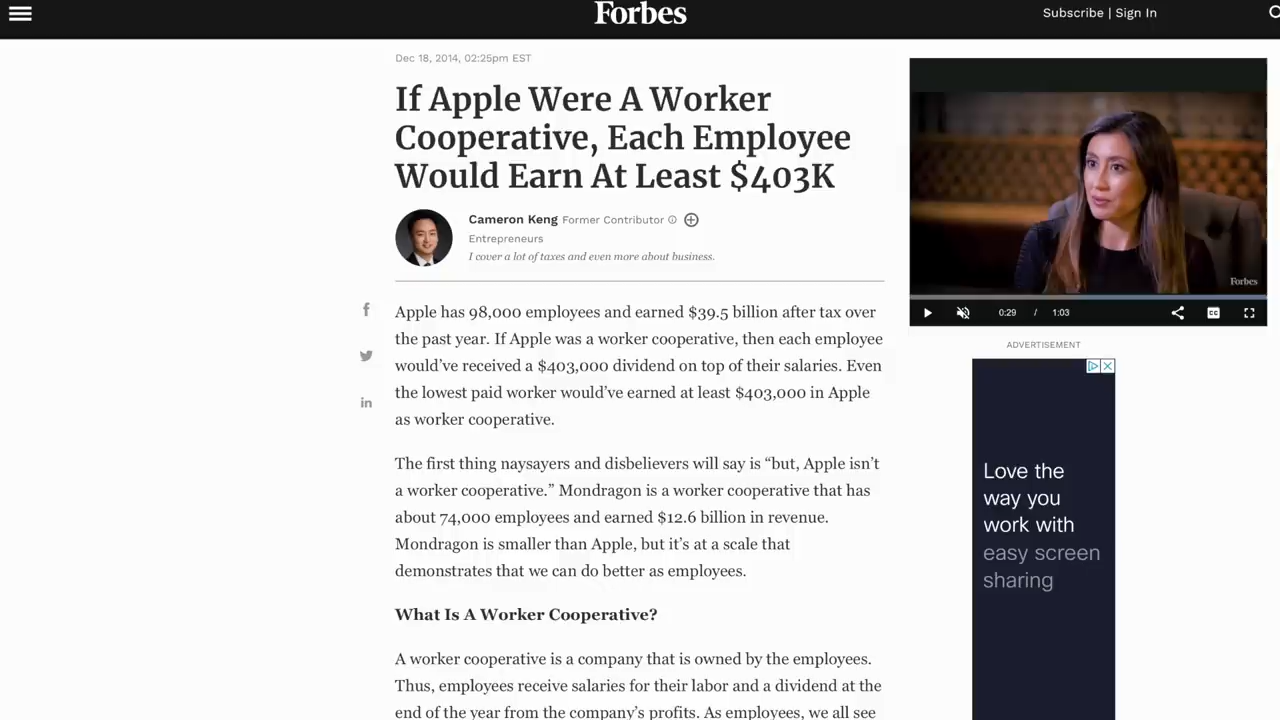 Forbes
Subscribe | Sign In
Dec 18, 2014, 02:25pm EST
If Apple Were A Worker
Cooperative, Each Employee
Would Earn At Least $403K
Cameron Keng Former Contributor
Entrepreneurs
I cover a lot of taxes and even more about business.
Apple has 98,000 employees and earned $39.5 billion after tax over
the past year. If Apple was a worker cooperative, then each employee
would’ve received a $403,000 dividend on top of their salaries. Even
the lowest paid worker would’ve earned at least $403,000 in Apple
as worker cooperative.
The first thing naysayers and disbelievers will say is “but, Apple isn’t
a worker cooperative.” Mondragon is a worker cooperative that has
about 74,000 employees and earned $12.6 billion in revenue.
Mondragon is smaller than Apple, but it’s at a scale that
demonstrates that we can do better as employees.
What Is A Worker Cooperative?
A worker cooperative is a company that is owned by the employees.
Thus, employees receive salaries for their labor and a dividend at the
end of the year from the company’s profits. As employees, we all see
Forbes
0:29 / 1:03
CC
ADVERTISEMENT
Love the
way you
work with
easy screen
sharing